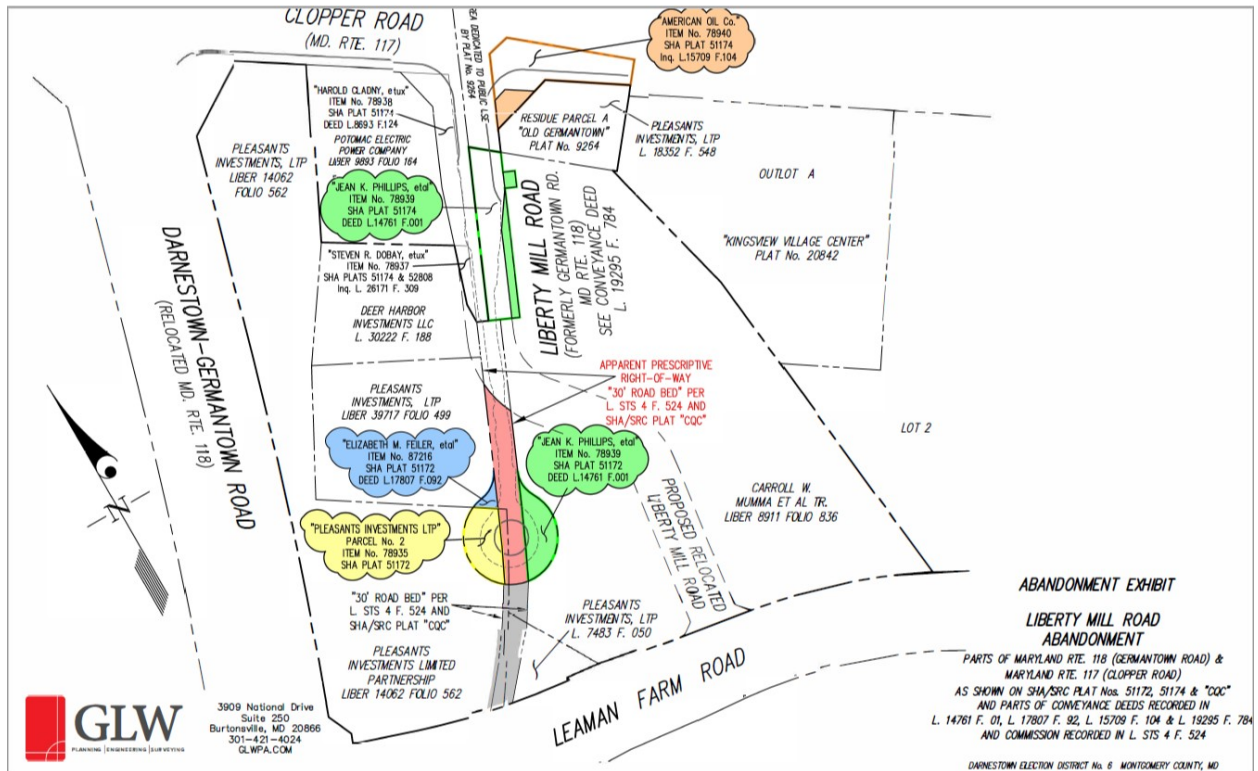 CLOPPER ROAD
(MD. RTE. 117)
REA DEDICATED TO PUBLIC USE
BY PLAT No. 9264
"AMERICAN OIL Co."
ITEM No. 78940
SHA PLAT 51174
Inq. L.15709 F.104
"HAROLD CLADNY, etux"
ITEM No. 78938
SHA PLAT 51174
DEED L.8693 F.124
POTOMAC ELECTRIC
POWER COMPANY
LIBER 9893 FOLIO 164
RESIDUE PARCEL A
"OLD GERMANTOWN"
PLAT No. 9264
PLEASANTS
INVESTMENTS, LTP
L. 18352 F. 548
PLEASANTS
INVESTMENTS, LTP
LIBER 14062
FOLIO 562
OUTLOT A
"JEAN K. PHILLIPS, etal"
ITEM No. 78939
SHA PLAT 51174
DEED L.14761 F.001
"KINGSVIEW VILLAGE CENTER"
PLAT No. 20842
DARNESTOWN-GERMANTOWN ROAD
(RELOCATED MD. RTE. 118)
"STEVEN R. DOBAY, etux"
ITEM No. 78937
SHA PLATS 51174 & 52808
Inq. L. 26171 F. 309
LIBERTY MILL ROAD
(FORMERLY GERMANTOWN RD.
MD RTE. 118)
SEE CONVEYANCE DEED
L. 19295 F. 784
DEER HARBOR
INVESTMENTS LLC
L. 30222 F. 188
APPARENT PRESCRIPTIVE
RIGHT-OF-WAY
"30' ROAD BED" PER
L. STS 4 F. 524 AND
SHA/SRC PLAT "CQC"
PLEASANTS
INVESTMENTS, LTP
LIBER 39717 FOLIO 499
LOT 2
"ELIZABETH M. FEILER, etal"
ITEM No. 87216
SHA PLAT 51172
DEED L.17807 F.092
"JEAN K. PHILLIPS, etal"
ITEM No. 78939
SHA PLAT 51172
DEED L.14761 F.001
CARROLL W.
MUMMA ET AL TR.
LIBER 8911 FOLIO 836
PROPOSED RELOCATED
LIBERTY MILL ROAD
N
"PLEASANTS INVESTMENTS LTP"
PARCEL No. 2
ITEM No. 78935
SHA PLAT 51172
"30' ROAD BED" PER
L. STS 4 F. 524 AND
SHA/SRC PLAT "CQC"
PLEASANTS
INVESTMENTS, LTP
L. 7483 F. 050
PLEASANTS
INVESTMENTS LIMITED
PARTNERSHIP
LIBER 14062 FOLIO 562
LEAMAN FARM ROAD
ABANDONMENT EXHIBIT
LIBERTY MILL ROAD
ABANDONMENT
PARTS OF MARYLAND RTE. 118 (GERMANTOWN ROAD) &
MARYLAND RTE. 117 (CLOPPER ROAD)
AS SHOWN ON SHA/SRC PLAT Nos. 51172, 51174 & "CQC"
AND PARTS OF CONVEYANCE DEEDS RECORDED IN
L. 14761 F. 01, L. 17807 F. 92, L. 15709 F. 104 & L. 19295 F. 784
AND COMMISSION RECORDED IN L. STS 4 F. 524
DARNESTOWN ELECTION DISTRICT No. 6 MONTGOMERY COUNTY, MD
GLW
PLANNING | ENGINEERING | SURVEYING
3909 National Drive
Suite 250
Burtonsville, MD 20866
301-421-4024
GLWPA.COM